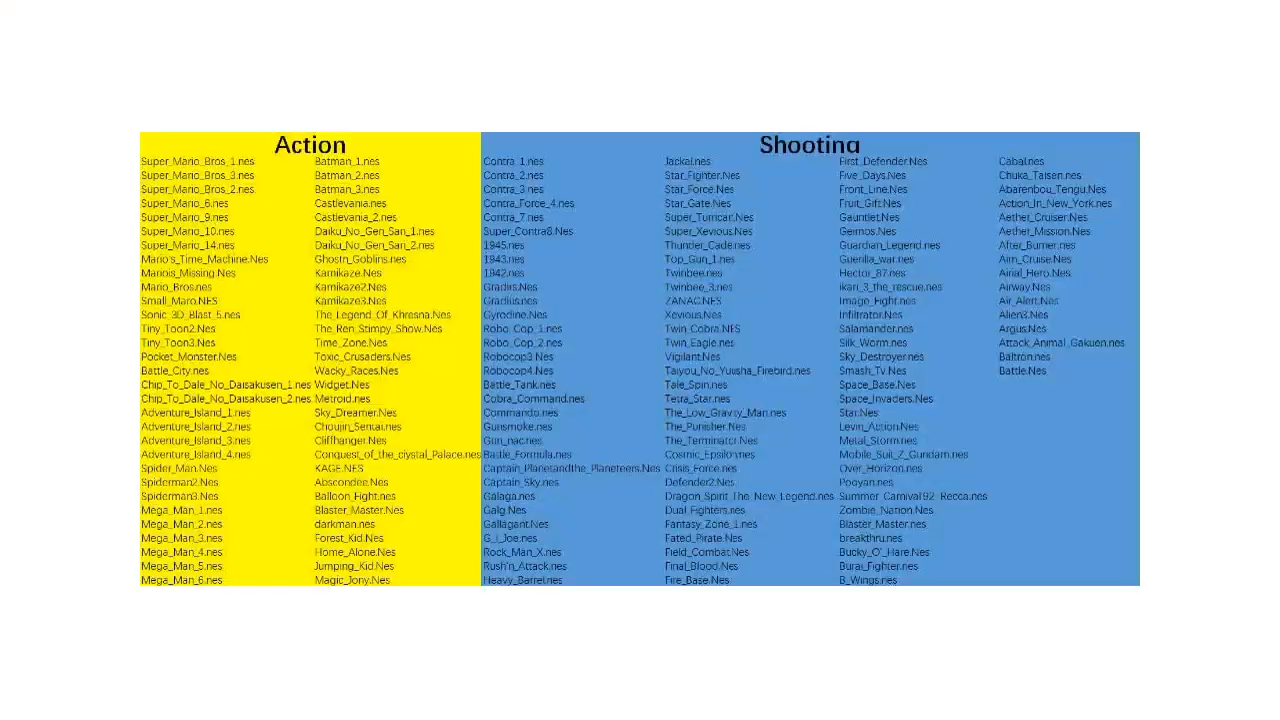 Action
Super_Mario_Bros_1.nes
Super_Mario_Bros_3.nes
Super_Mario_Bros_2.nes
Super_Mario_6.nes
Super_Mario_9.nes
Super_Mario_10.nes
Super_Mario_14.nes
Mario's_Time_Machine.Nes
Mariois_Missing.Nes
Mario_Bros.nes
Small_Maro.NES
Sonic_3D_Blast_5.nes
Tiny_Toon2.Nes
Tiny_Toon3.Nes
Pocket_Monster.Nes
Battle_City.nes
Chip_To_Dale_No_Daisakusen_1.nes
Chip_To_Dale_No_Daisakusen_2.nes
Adventure_Island_1.nes
Adventure_Island_2.nes
Adventure_Island_3.nes
Adventure_Island_4.nes
Spider_Man.Nes
Spiderman2.Nes
Spiderman3.Nes
Mega_Man_1.nes
Mega_Man_2.nes
Mega_Man_3.nes
Mega_Man_4.nes
Mega_Man_5.nes
Mega_Man_6.nes
Batman_1.nes
Batman_2.nes
Batman_3.nes
Castlevania.nes
Castlevania_2.nes
Daiku_No_Gen_San_1.nes
Daiku_No_Gen_San_2.nes
Ghostn_Goblins.nes
Kamikaze.Nes
Kamikaze2.Nes
Kamikaze3.Nes
The_Legend_Of_Khresna.Nes
The_Ren_Stimpy_Show.Nes
Time_Zone.Nes
Toxic_Crusaders.Nes
Wacky_Races.Nes
Widget.Nes
Metroid.nes
Sky_Dreamer.Nes
Choujin_Sentai.nes
Cliffhanger.Nes
Conquest_of_the_crystal_Palace.nes
KAGE.NES
Abscondee.Nes
Balloon_Fight.nes
Blaster_Master.Nes
darkman.nes
Forest_Kid.Nes
Home_Alone.Nes
Jumping_Kid.Nes
Magic_Jony.Nes
Shooting
Contra_1.nes
Contra_2.nes
Contra_3.nes
Contra_Force_4.nes
Contra_7.nes
Super_Contra8.Nes
1945.nes
1943.nes
1942.nes
Gradirs.Nes
Gradius.nes
Gyrodine.Nes
Robo_Cop_1.nes
Robo_Cop_2.nes
Robocop3.Nes
Robocop4.Nes
Battle_Tank.nes
Cobra_Command.nes
Commando.nes
Gunsmoke.nes
Gun_nac.nes
Battle_Formula.nes
Captain_Planetandthe_Planeteers.Nes
Captain_Sky.nes
Galaga.nes
Galg.Nes
Gallagant.Nes
G_I_Joe.nes
Rock_Man_X.nes
Rush'n_Attack.nes
Heavy_Barrel.nes
Jackal.nes
Star_Fighter.Nes
Star_Force.Nes
Star_Gate.Nes
Super_Turrican.Nes
Super_Xevious.Nes
Thunder_Cade.nes
Top_Gun_1.nes
Twinbee.nes
Twinbee_3.nes
ZANAC.NES
Xevious.Nes
Twin_Cobra.NES
Twin_Eagle.nes
Vigilant.Nes
Taiyou_No_Yuusha_Firebird.nes
Tale_Spin.nes
Tetra_Star.nes
The_Low_Gravity_Man.nes
The_Punisher.Nes
The_Terminator.Nes
Cosmic_Epsilon.nes
Crisis_Force.nes
Defender2.Nes
Dragon_Spirit_The_New_Legend.nes
Dual_Fighters.nes
Fantasy_Zone_1.nes
Fated_Pirate.Nes
Field_Combat.Nes
Final_Blood.Nes
Fire_Base.Nes
First_Defender.Nes
Five_Days.Nes
Front_Line.Nes
Fruit_Gift.Nes
Gauntlet.Nes
Geimos.Nes
Guardian_Legend.nes
Guerilla_war.nes
Hector_87.nes
ikari_3_the_rescue.nes
Image_Fight.nes
Infiltrator.Nes
Salamander.nes
Silk_Worm.nes
Sky_Destroyer.nes
Smash_Tv.Nes
Space_Base.Nes
Space_Invaders.Nes
Star.Nes
Levin_Action.Nes
Metal_Storm.nes
Mobile_Suit_Z_Gundam.nes
Over_Horizon.nes
Pooyan.nes
Summer_Carnival'92_Recca.nes
Zombie_Nation.Nes
Blaster_Master.nes
breakthru.nes
Bucky_O'_Hare.Nes
Burai_Fighter.nes
B_Wings.nes
Cabal.nes
Chuka_Taisen.nes
Abarenbou_Tengu.Nes
Action_In_New_York.nes
Aether_Cruiser.Nes
Aether_Mission.Nes
After_Burner.nes
Aim_Cruise.Nes
Airial_Hero.Nes
Airway.Nes
Air_Alert.Nes
Alien3.Nes
Argus.Nes
Attack_Animal_Gakuen.nes
Baltron.nes
Battle.Nes